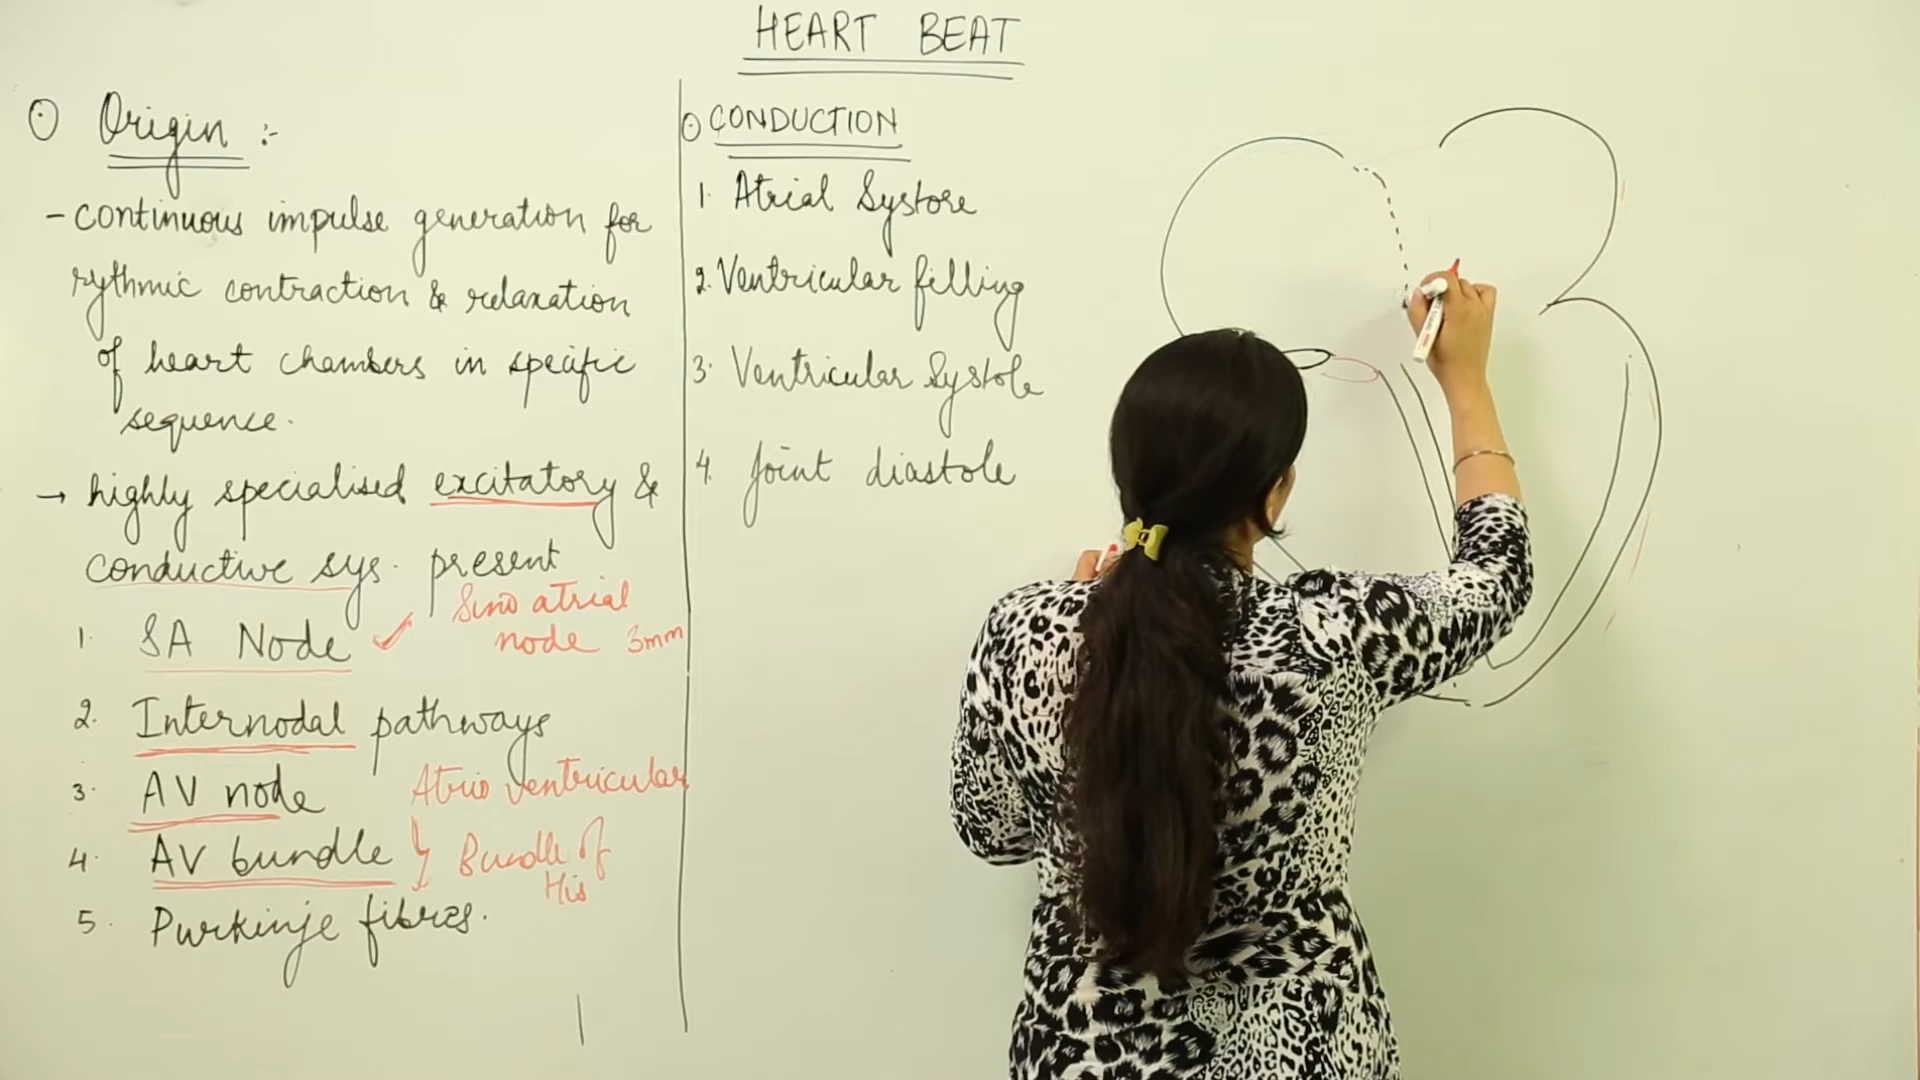 HEART BEAT
Origin :-
- continuous impulse generation for
rythmic contraction & relaxation
of heart chambers in specific
sequence.
→ highly specialised excitatory &
conductive sys. present
1. SA Node ✓ Sino atrial
node 3mm
2. Internodal pathways
3. AV node Atrio ventricular
4. AV bundle } Bundle of
His
5. Purkinje fibres.
CONDUCTION
1. Atrial Systore
2. Ventricular filling
3. Ventricular Systole
4. Joint diastole